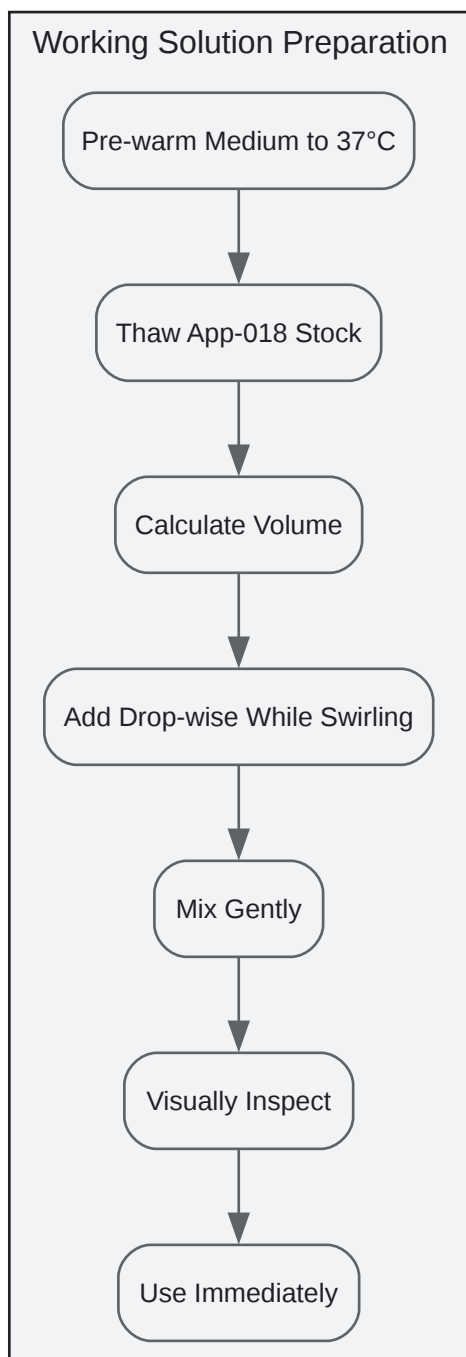 Working Solution Preparation
Pre-warm Medium to 37°C
Thaw App-018 Stock
Calculate Volume
Add Drop-wise While Swirling
Mix Gently
Visually Inspect
Use Immediately